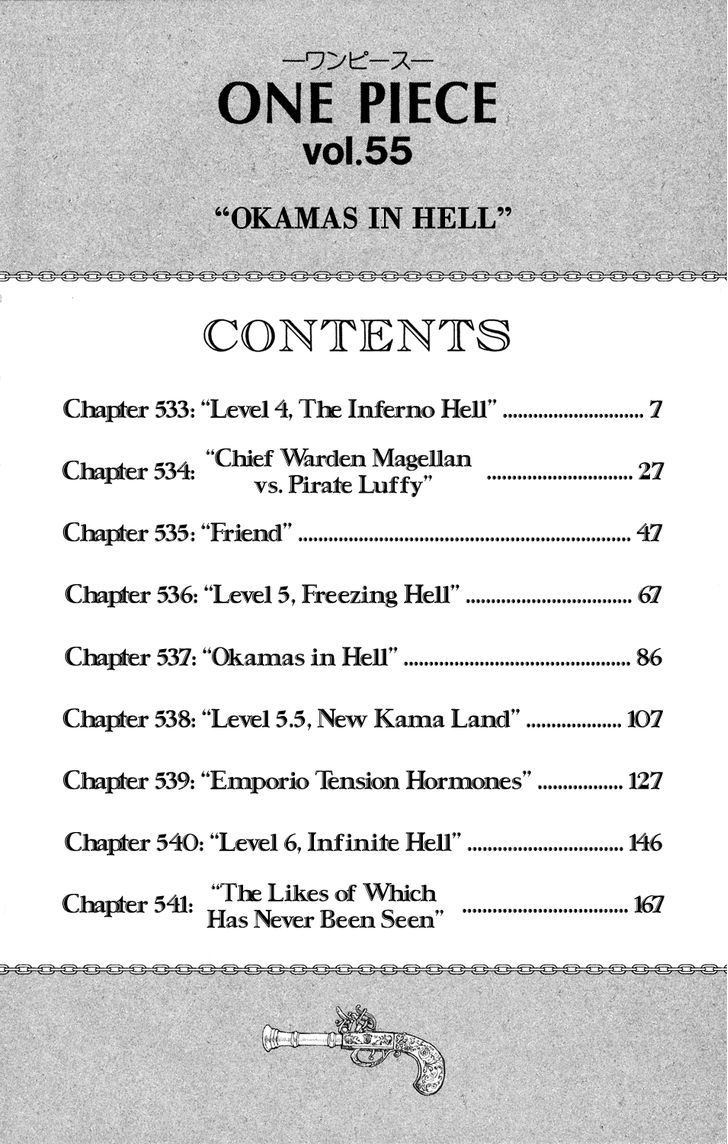 —ワンピース—
ONE PIECE
vol.55
“OKAMAS IN HELL”
CONTENTS
Chapter 533: “Level 4, The Inferno Hell” ............................ 7
Chapter 534: “Chief Warden Magellan
vs. Pirate Luffy” ............................. 27
Chapter 535: “Friend” .................................................................. 47
Chapter 536: “Level 5, Freezing Hell” ................................. 67
Chapter 537: “Okamas in Hell” ............................................. 86
Chapter 538: “Level 5.5, New Kama Land” ................... 107
Chapter 539: “Emporio Tension Hormones” ................. 127
Chapter 540: “Level 6, Infinite Hell” ............................... 146
Chapter 541: “The Likes of Which
Has Never Been Seen” ................................. 167